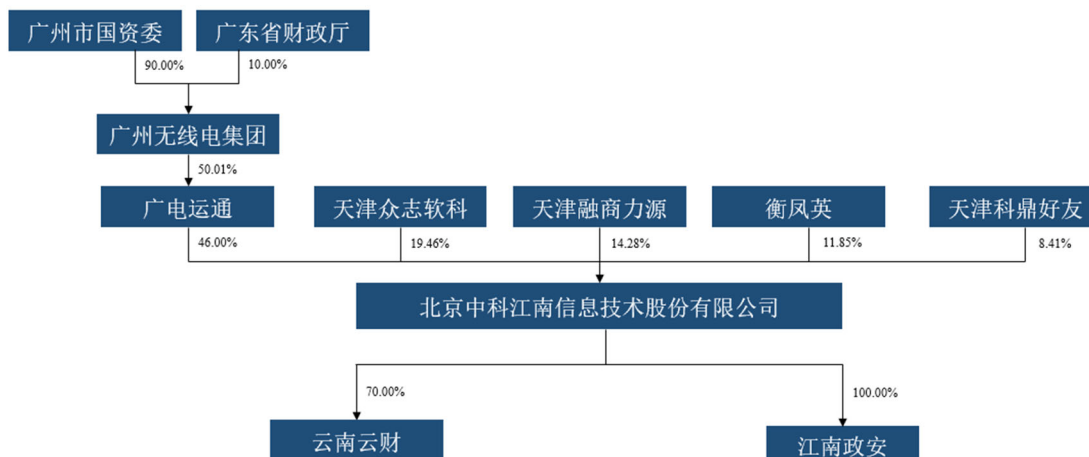 广州市国资委
广东省财政厅
90.00%
10.00%
广州无线电集团
50.01%
广电运通
天津众志软科
天津融商力源
衡凤英
天津科鼎好友
46.00%
19.46%
14.28%
11.85%
8.41%
北京中科江南信息技术股份有限公司
70.00%
100.00%
云南云财
江南政安